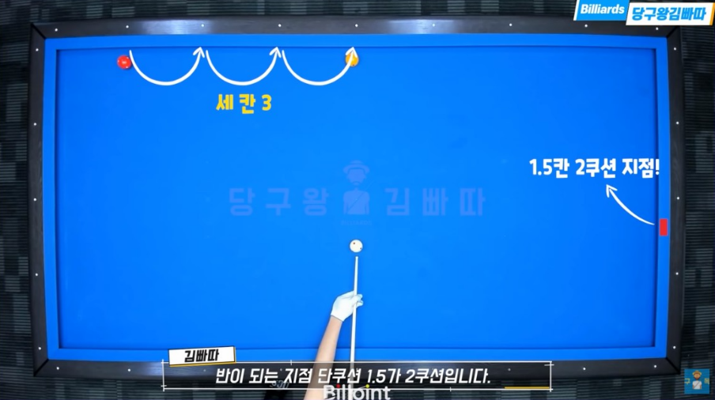 Billiards 당구왕김빠따
세 칸 3
1.5칸 2쿠션 지점!
당구왕 김빠따
김빠따
반이 되는 지점 단쿠션 1.5가 2쿠션입니다.
Billoint